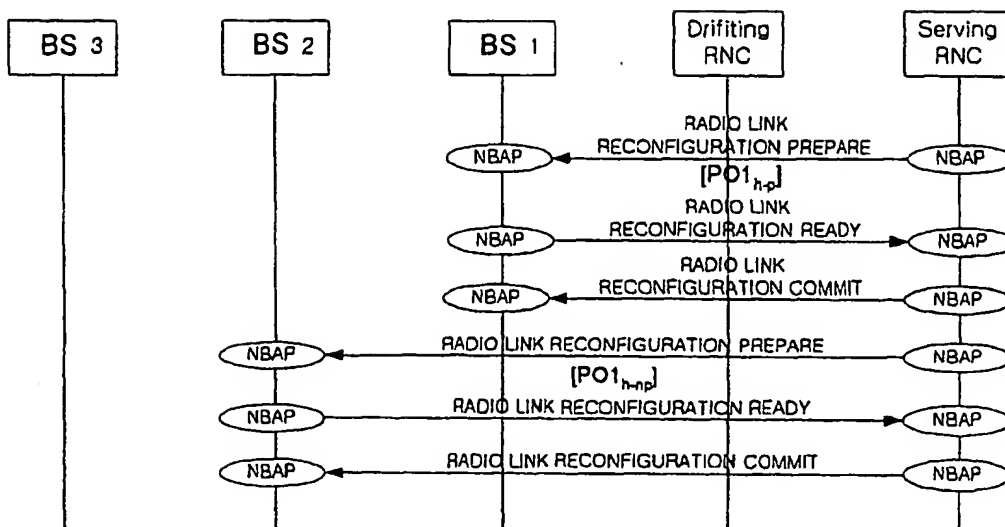 BS 3
BS 2
BS 1
Drifiting
RNC
Serving
RNC
RADIO LINK
RECONFIGURATION PREPARE
NBAP
NBAP
[PO1h-p]
RADIO LINK
RECONFIGURATION READY
NBAP
NBAP
RADIO LINK
RECONFIGURATION COMMIT
NBAP
NBAP
RADIO LINK RECONFIGURATION PREPARE
NBAP
NBAP
[PO1h-np]
RADIO LINK RECONFIGURATION READY
NBAP
NBAP
RADIO LINK RECONFIGURATION COMMIT
NBAP
NBAP